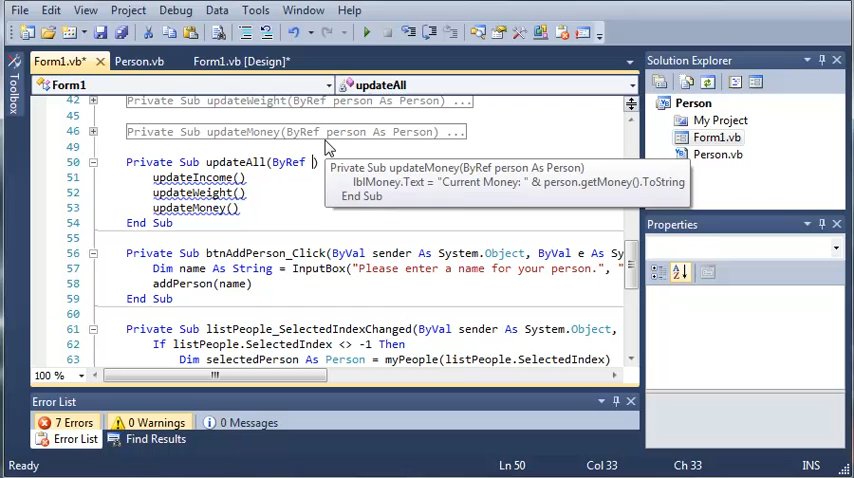 File Edit View Project Debug Data Tools Window Help
Form1.vb* Person.vb Form1.vb [Design]*
Form1 updateAll
Toolbox
42 Private Sub updateWeight(ByRef person As Person) ...
45
46 Private Sub updateMoney(ByRef person As Person) ...
49
50 Private Sub updateAll(ByRef )
51 updateIncome()
52 updateWeight()
53 updateMoney()
54 End Sub
55
56 Private Sub btnAddPerson_Click(ByVal sender As System.Object, ByVal e As System
57 Dim name As String = InputBox("Please enter a name for your person.", "
58 addPerson(name)
59 End Sub
60
61 Private Sub listPeople_SelectedIndexChanged(ByVal sender As System.Object,
62 If listPeople.SelectedIndex <> -1 Then
63 Dim selectedPerson As Person = myPeople(listPeople.SelectedIndex)
Private Sub updateMoney(ByRef person As Person)
lblMoney.Text = "Current Money: " & person.getMoney().ToString
End Sub
100 %
Solution Explorer
Person
My Project
Form1.vb
Person.vb
Properties
Error List
7 Errors 0 Warnings 0 Messages
Error List Find Results
Ready Ln 50 Col 33 Ch 33 INS